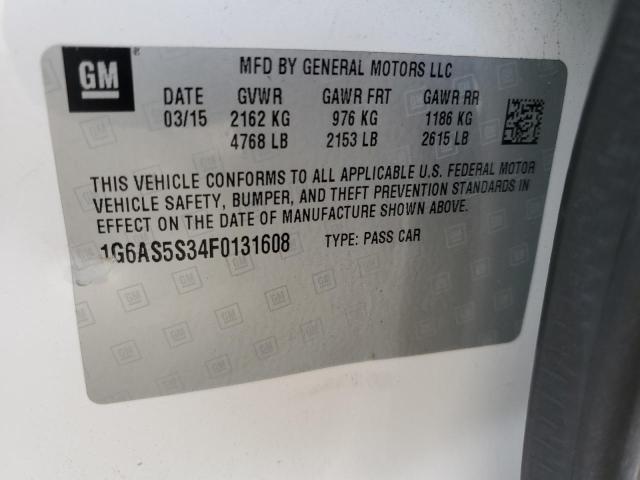 GM
MFD BY GENERAL MOTORS LLC
DATE GVWR GAWR FRT GAWR RR
03/15 2162 KG 976 KG 1186 KG
4768 LB 2153 LB 2615 LB
THIS VEHICLE CONFORMS TO ALL APPLICABLE U.S. FEDERAL MOTOR
VEHICLE SAFETY, BUMPER, AND THEFT PREVENTION STANDARDS IN
EFFECT ON THE DATE OF MANUFACTURE SHOWN ABOVE.
1G6AS5S34F0131608 TYPE: PASS CAR